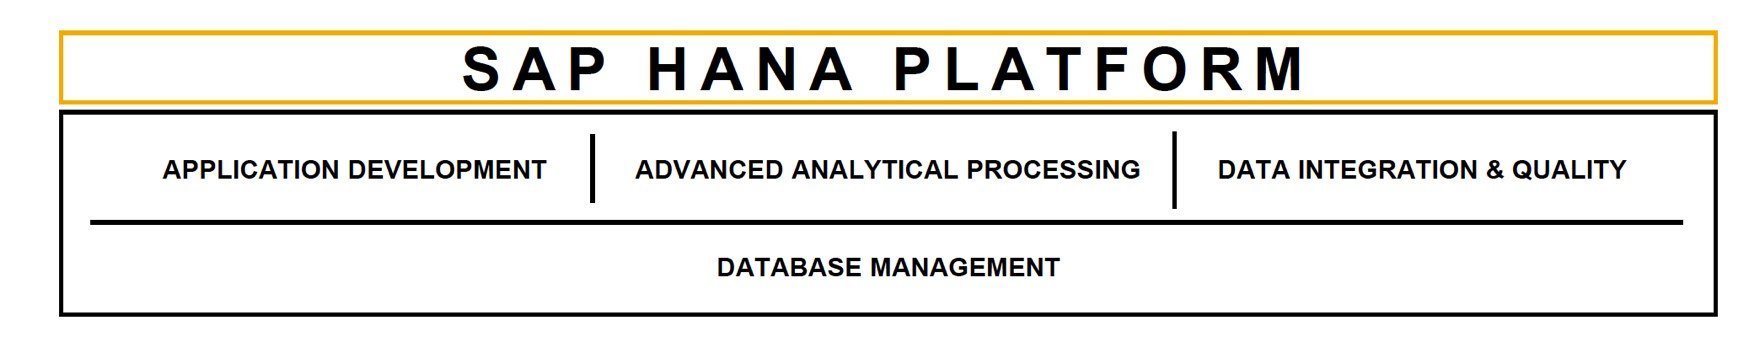 SAP HANA PLATFORM
APPLICATION DEVELOPMENT
ADVANCED ANALYTICAL PROCESSING
DATA INTEGRATION & QUALITY
DATABASE MANAGEMENT